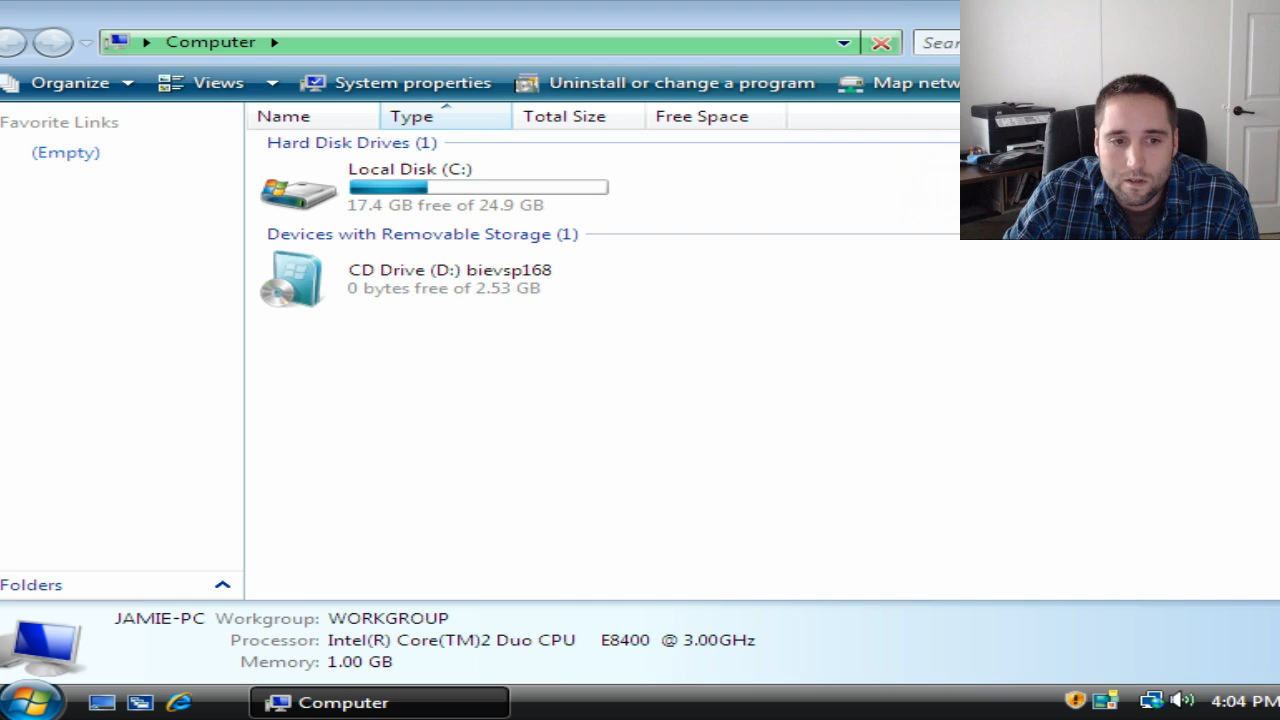 Computer
Sear
Organize Views System properties Uninstall or change a program Map netw
Favorite Links
(Empty)
Name Type Total Size Free Space
Hard Disk Drives (1)
Local Disk (C:)
17.4 GB free of 24.9 GB
Devices with Removable Storage (1)
CD Drive (D:) bievsp168
0 bytes free of 2.53 GB
Folders
JAMIE-PC Workgroup: WORKGROUP
Processor: Intel(R) Core(TM)2 Duo CPU E8400 @ 3.00GHz
Memory: 1.00 GB
Computer
4:04 PM